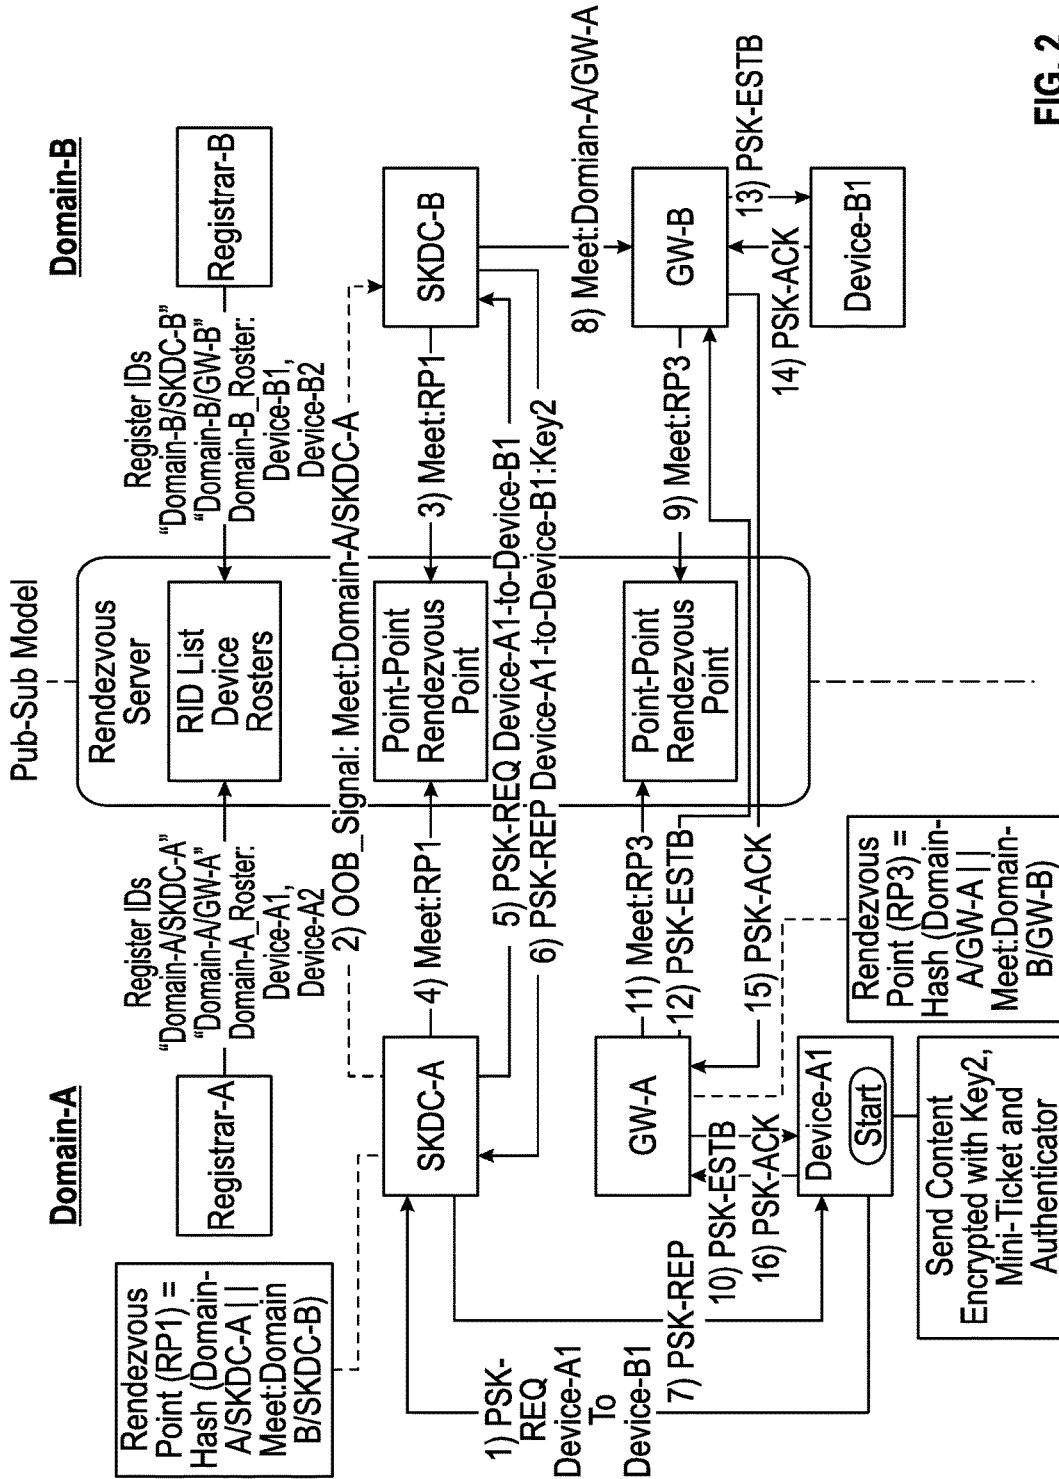 Domain-A
Pub-Sub Model
Domain-B
Rendezvous
Point (RP1) =
Hash (Domain-
A/SKDC-A ||
Meet:Domain
B/SKDC-B)
Registrar-A
Register IDs
“Domain-A/SKDC-A”
“Domain-A/GW-A”
Domain-A_Roster:
Device-A1,
Device-A2
Rendezvous
Server
RID List
Device
Rosters
Register IDs
“Domain-B/SKDC-B”
“Domain-B/GW-B”
Domain-B_Roster:
Device-B1,
Device-B2
Registrar-B
2) OOB_Signal: Meet:Domain-A/SKDC-A
SKDC-A
4) Meet:RP1
Point-Point
Rendezvous
Point
3) Meet:RP1
SKDC-B
5) PSK-REQ Device-A1-to-Device-B1
6) PSK-REP Device-A1-to-Device-B1:Key2
1) PSK-
REQ
Device-A1
To
Device-B1
7) PSK-REP
8) Meet:Domian-A/GW-A
GW-A
11) Meet:RP3
12) PSK-ESTB
Point-Point
Rendezvous
Point
9) Meet:RP3
GW-B
10) PSK-ESTB
16) PSK-ACK
15) PSK-ACK
14) PSK-ACK
13) PSK-ESTB
Device-A1
Start
Device-B1
Rendezvos
Point (RP3) =
Hash (Domain-
A/GW-A ||
Meet:Domain-
B/GW-B)
Send Content
Encrypted with Key2,
Mini-Ticket and
Authenticator
FIG. 2